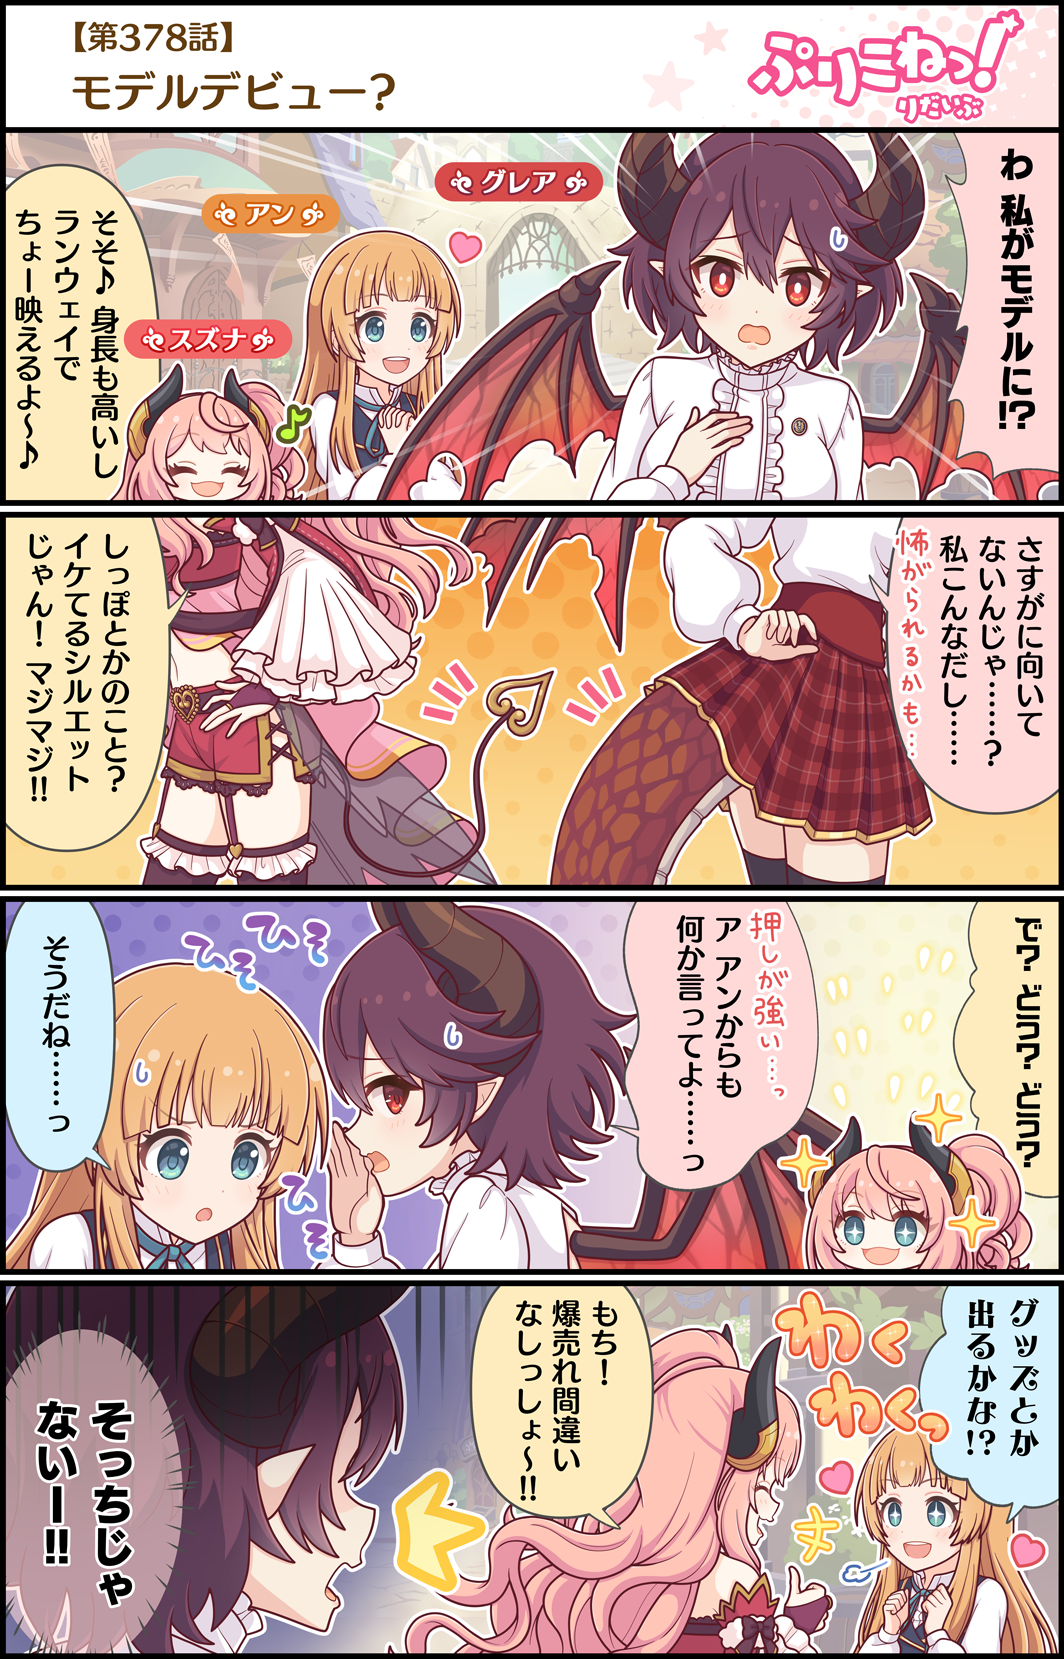 【第378話】
モデルデビュー？
ぷりこねっ！
りだいぶ
わ 私がモデルに!?
グレア
アン
スズナ
そそ♪ 身長も高いし
ランウェイで
ちょー映えるよ〜♪
さすがに向いて
ないんじゃ………？
私こんなだし……
怖がられるかも…
しっぽとかのこと？
イケてるシルエット
じゃん！ マジマジ!!
で？ どう？ どう？
押しが強い…っ
ア アンからも
何か言ってよ……っ
ひそ
ひそ
ひそ
そうだね……っ
グッズとか
出るかな!?
わく
わくっ
もち！
爆売れ間違い
なしっしょ〜!!
そっちじゃ
ないー!!